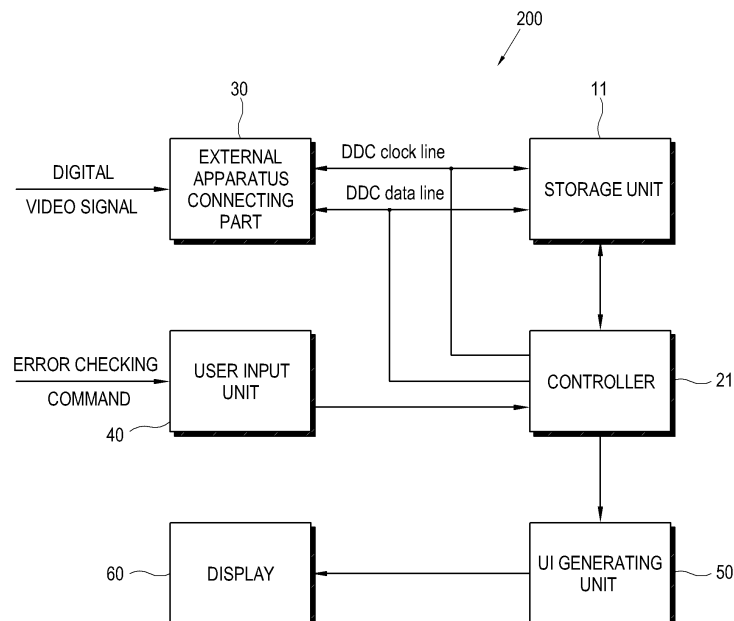 200
30
11
EXTERNAL
APPARATUS
CONNECTING
PART
DDC clock line
DDC data line
STORAGE UNIT
DIGITAL
VIDEO SIGNAL
ERROR CHECKING
COMMAND
USER INPUT
UNIT
40
CONTROLLER
21
60
DISPLAY
UI GENERATING
UNIT
50